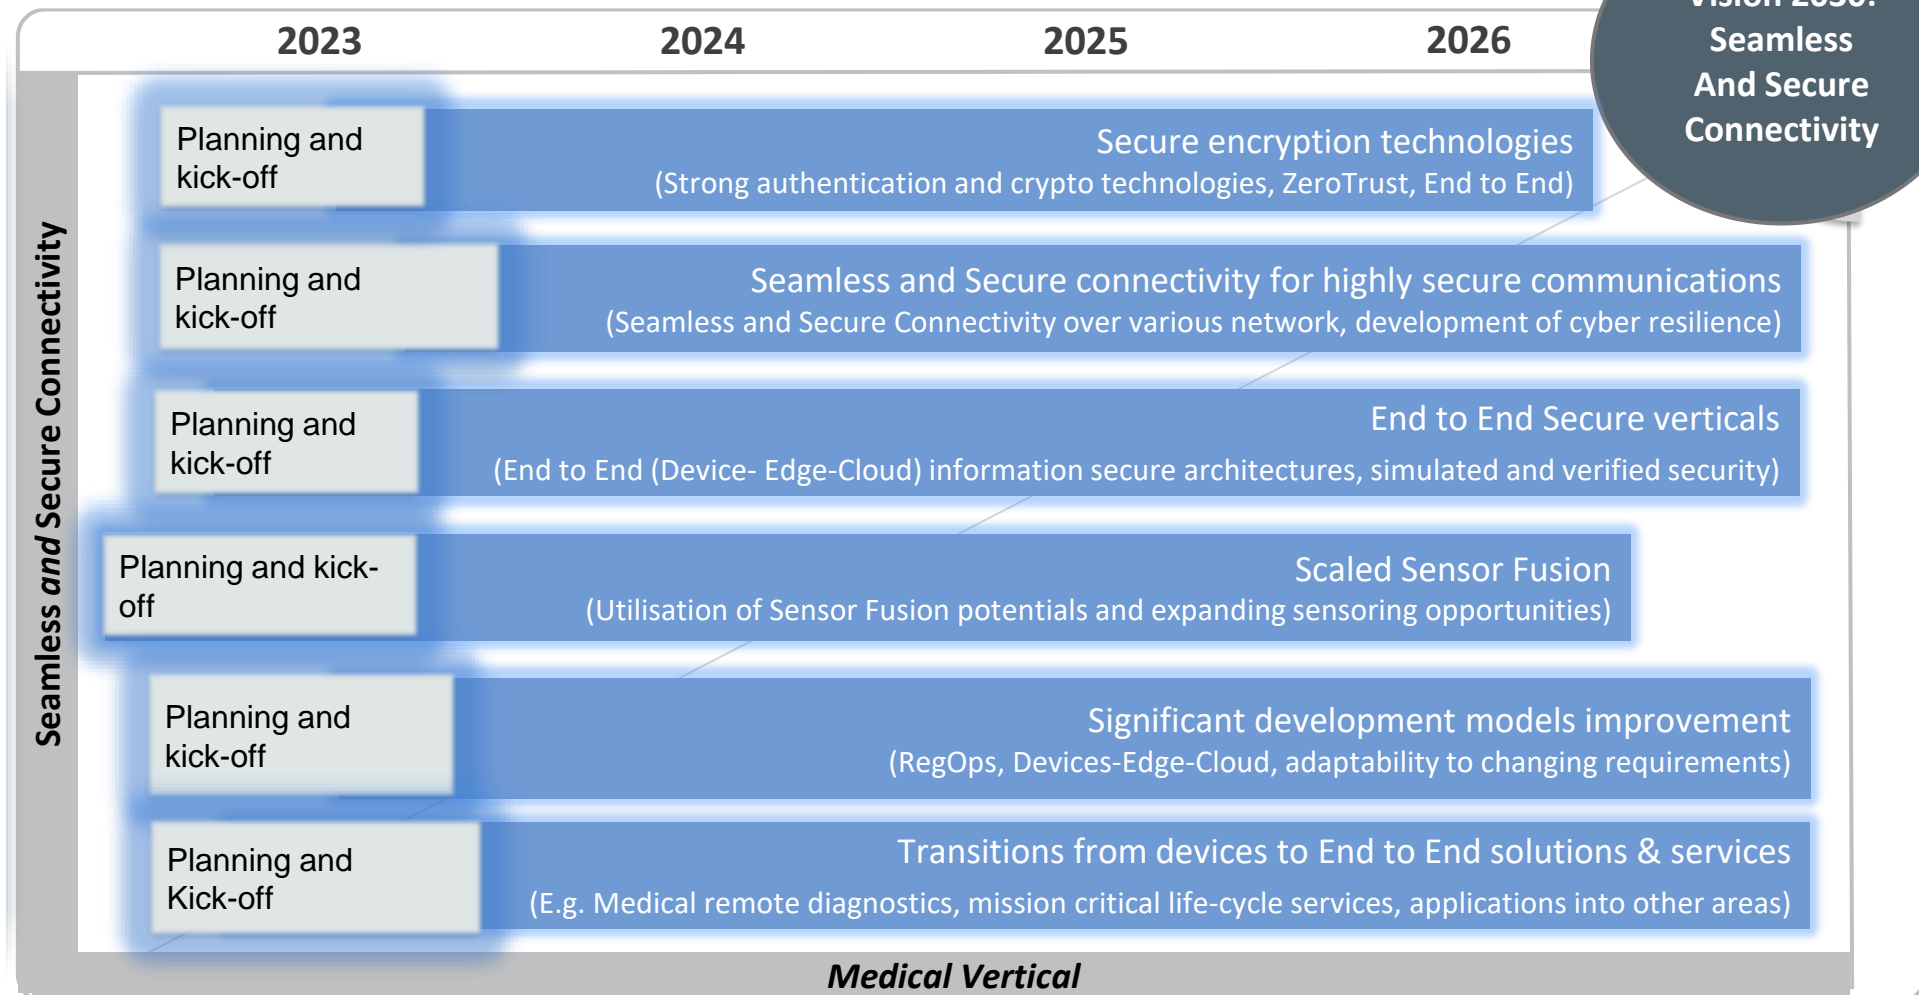 2023
2024
2025
2026
Seamless
And Secure
Connectivity
Seamless and Secure Connectivity
Planning and
kick-off
Secure encryption technologies
(Strong authentication and crypto technologies, ZeroTrust, End to End)
Planning and
kick-off
Seamless and Secure connectivity for highly secure communications
(Seamless and Secure Connectivity over various network, development of cyber resilience)
Planning and
kick-off
End to End Secure verticals
(End to End (Device- Edge-Cloud) information secure architectures, simulated and verified security)
Planning and kick-
off
Scaled Sensor Fusion
(Utilisation of Sensor Fusion potentials and expanding sensoring opportunities)
Planning and
kick-off
Significant development models improvement
(RegOps, Devices-Edge-Cloud, adaptability to changing requirements)
Planning and
Kick-off
Transitions from devices to End to End solutions & services
(E.g. Medical remote diagnostics, mission critical life-cycle services, applications into other areas)
Medical Vertical